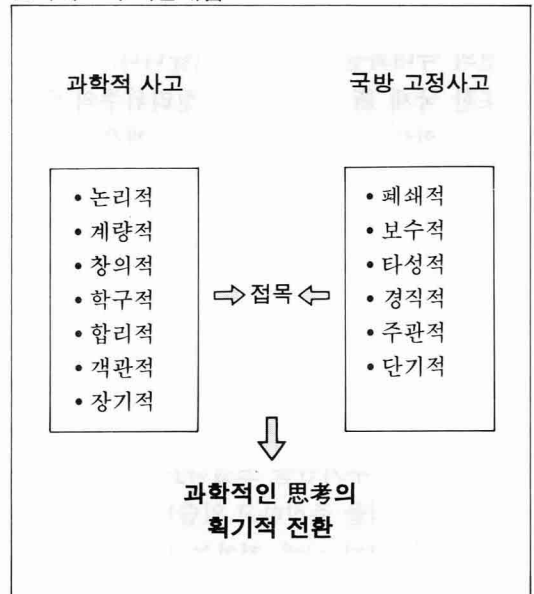 과학적 사고
국방 고정사고
• 논리적
• 계량적
• 창의적
• 학구적
• 합리적
• 객관적
• 장기적
⇨접목⇦
• 폐쇄적
• 보수적
• 타성적
• 경직적
• 주관적
• 단기적
과학적인 思考의
획기적 전환